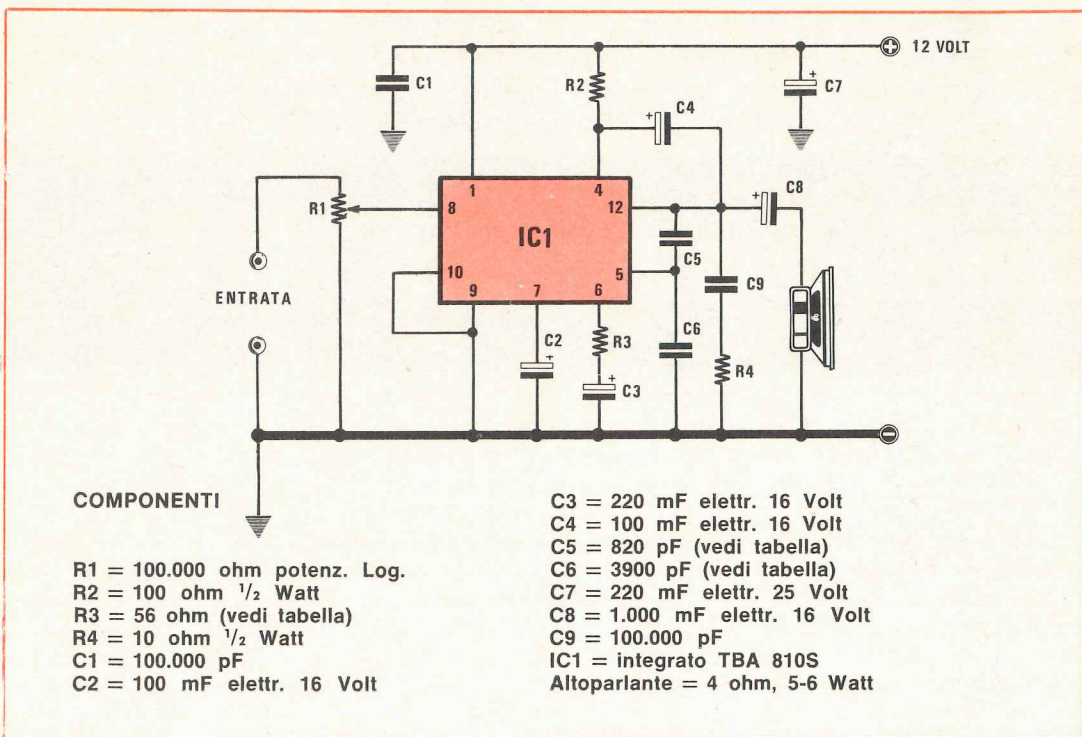 12 VOLT
C1
R2
C4
C7
C8
R1
1
4
8
12
IC1
10
5
9
7
6
C5
C9
ENTRATA
C2
R3
C6
C3
R4
COMPONENTI
R1 = 100.000 ohm potenz. Log.
R2 = 100 ohm ½ Watt
R3 = 56 ohm (vedi tabella)
R4 = 10 ohm ½ Watt
C1 = 100.000 pF
C2 = 100 mF elettr. 16 Volt
C3 = 220 mF elettr. 16 Volt
C4 = 100 mF elettr. 16 Volt
C5 = 820 pF (vedi tabella)
C6 = 3900 pF (vedi tabella)
C7 = 220 mF elettr. 25 Volt
C8 = 1.000 mF elettr. 16 Volt
C9 = 100.000 pF
IC1 = integrato TBA 810S
Altoparlante = 4 ohm, 5-6 Watt